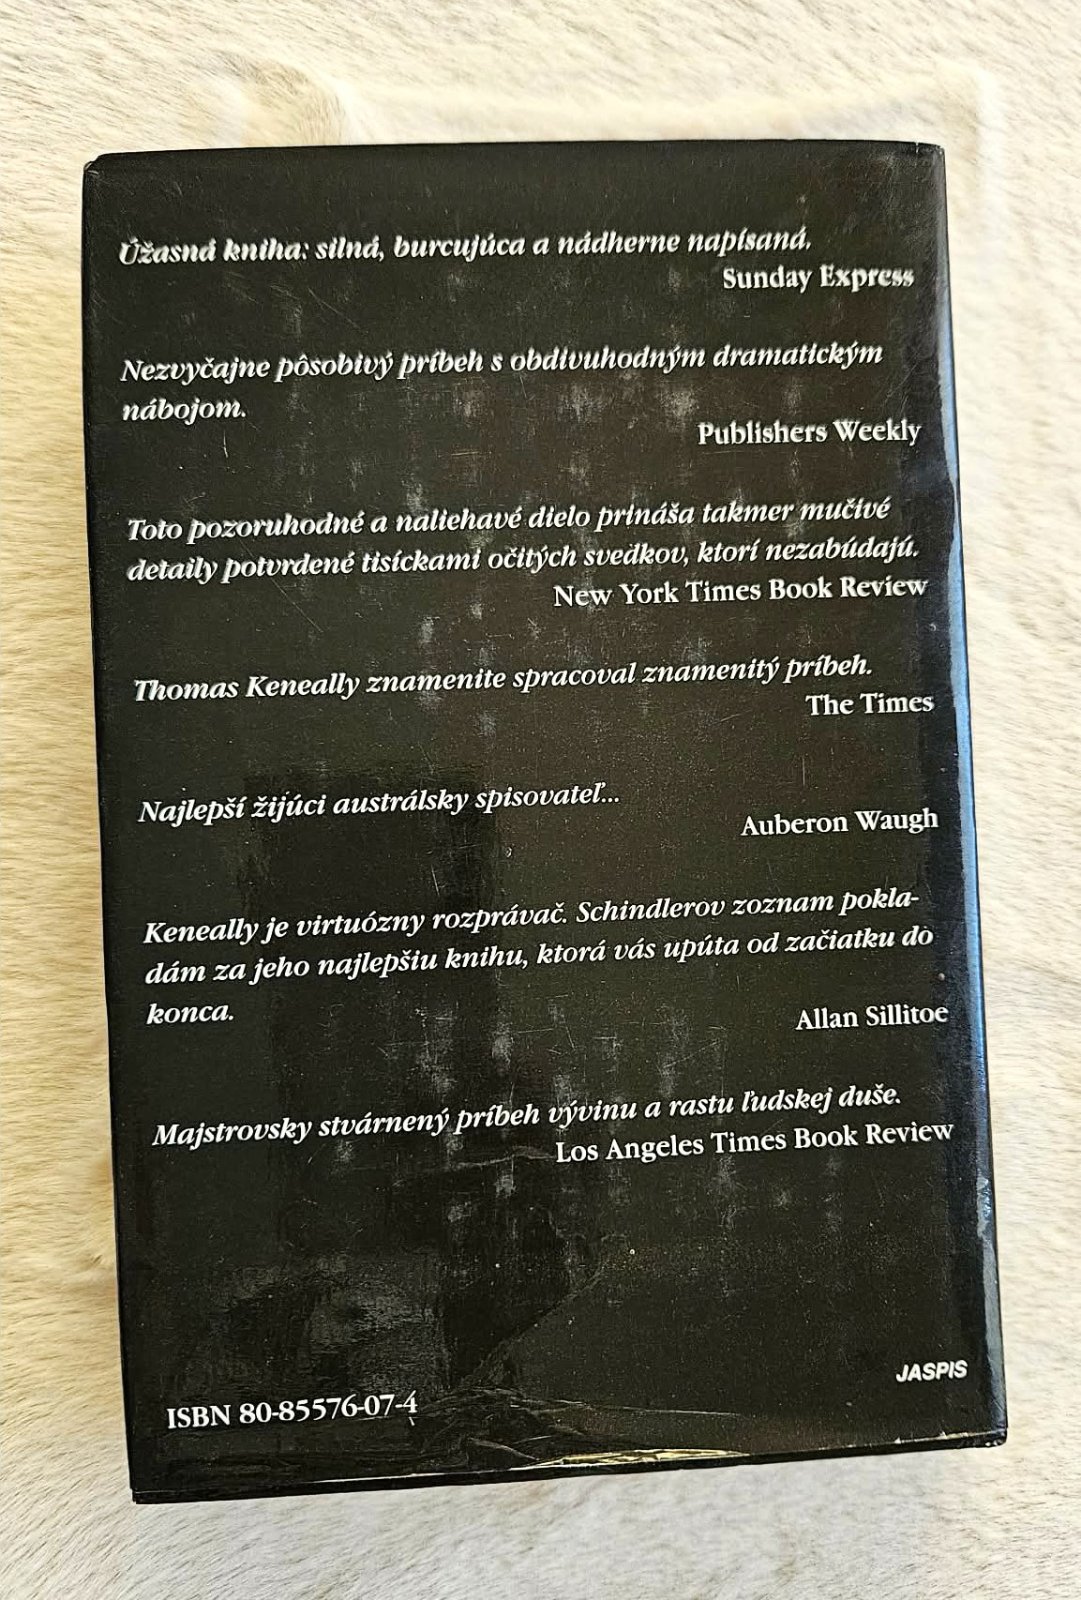 Úžasná kniha: silná, burcujúca a nádherne napísaná.
Sunday Express
Nezvyčajne pôsobivý príbeh s obdivuhodným dramatickým
nábojom.
Publishers Weekly
Toto pozoruhodné a naliehavé dielo prináša takmer mučivé
detaily potvrdené tisíckami očitých svedkov, ktorí nezabúdajú.
New York Times Book Review
Thomas Keneally znamenite spracoval znamenitý príbeh.
The Times
Najlepší žijúci austrálsky spisovateľ...
Auberon Waugh
Keneally je virtuózny rozprávač. Schindlerov zoznam pokla-
dám za jeho najlepšiu knihu, ktorá vás upúta od začiatku do
konca.
Allan Sillitoe
Majstrovsky stvárnený príbeh vývinu a rastu ľudskej duše.
Los Angeles Times Book Review
JASPIS
ISBN 80-85576-07-4